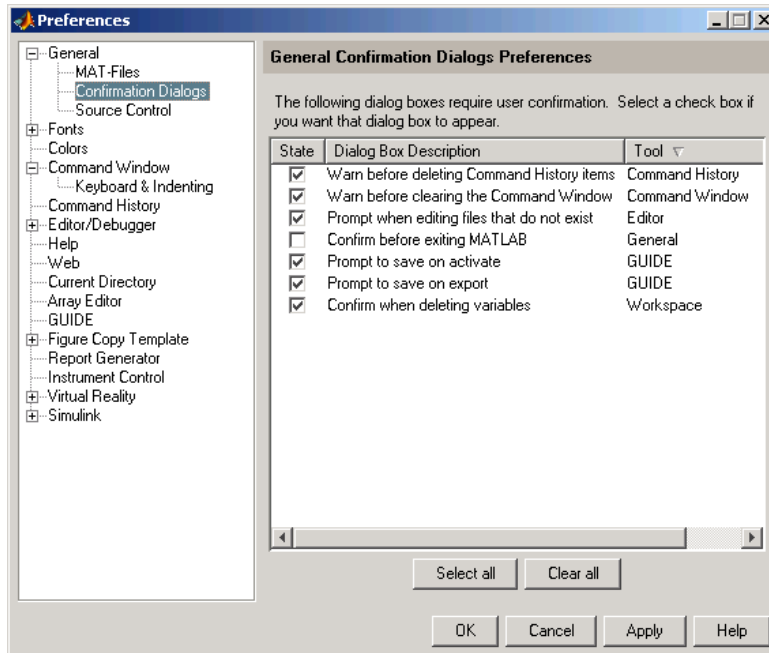 Preferences
General
MAT-Files
Confirmation Dialogs
Source Control
Fonts
Colors
Command Window
Keyboard & Indenting
Command History
Editor/Debugger
Help
Web
Current Directory
Array Editor
GUIDE
Figure Copy Template
Report Generator
Instrument Control
Virtual Reality
Simulink
General Confirmation Dialogs Preferences
The following dialog boxes require user confirmation. Select a check box if
you want that dialog box to appear.
State Dialog Box Description Tool
Warn before deleting Command History items Command History
Warn before clearing the Command Window Command Window
Prompt when editing files that do not exist Editor
Confirm before exiting MATLAB General
Prompt to save on activate GUIDE
Prompt to save on export GUIDE
Confirm when deleting variables Workspace
Select all Clear all
OK Cancel Apply Help